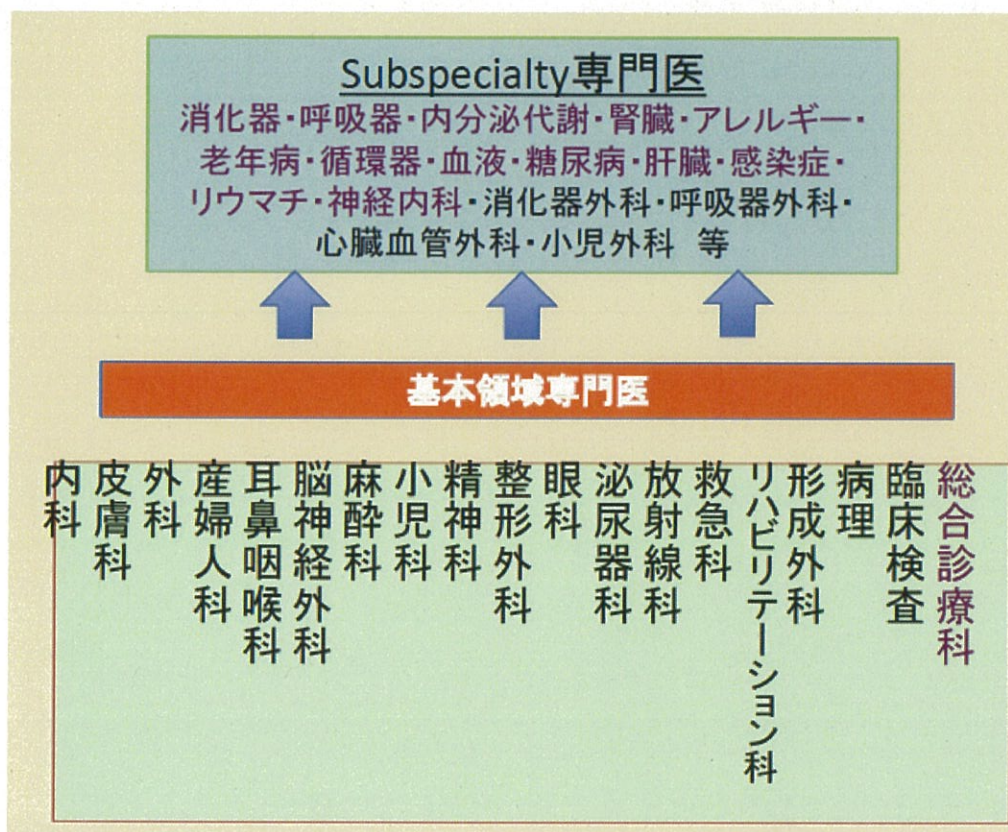 Subspecialty専門医
消化器・呼吸器・内分泌代謝・腎臓・アレルギー・
老年病・循環器・血液・糖尿病・肝臓・感染症・
リウマチ・神経内科・消化器外科・呼吸器外科・
心臓血管外科・小児外科 等
基本領域専門医
内科
皮膚科
外科
産婦人科
耳鼻咽喉科
脳神経外科
麻酔科
小児科
精神科
整形外科
眼科
泌尿器科
放射線科
救急科
リハビリテーション科
形成外科
病理
臨床検査
総合診療科